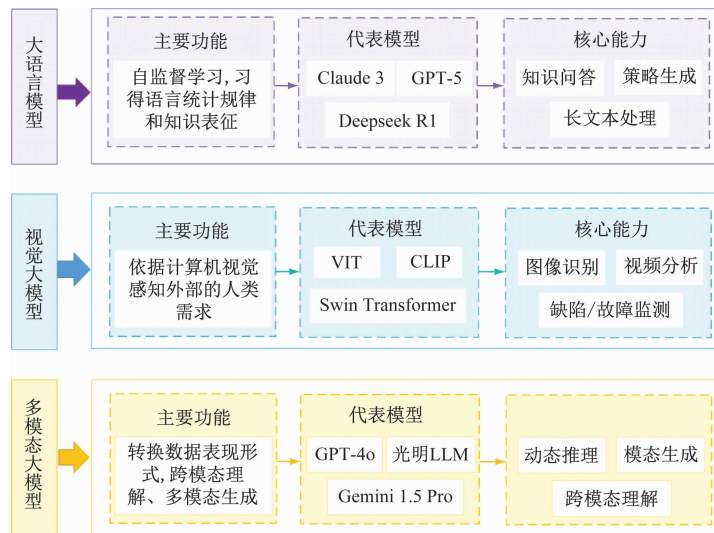 大语言模型
主要功能
自监督学习,习
得语言统计规律
和知识表征
代表模型
Claude 3
GPT-5
Deepseek R1
核心能力
知识问答
策略生成
长文本处理
视觉大模型
主要功能
依据计算机视觉
感知外部的人类
需求
代表模型
VIT
CLIP
Swin Transformer
核心能力
图像识别
视频分析
缺陷/故障监测
多模态大模型
主要功能
转换数据表现形
式,跨模态理
解、多模态生成
代表模型
GPT-4o
光明LLM
Gemini 1.5 Pro
动态推理
模态生成
跨模态理解